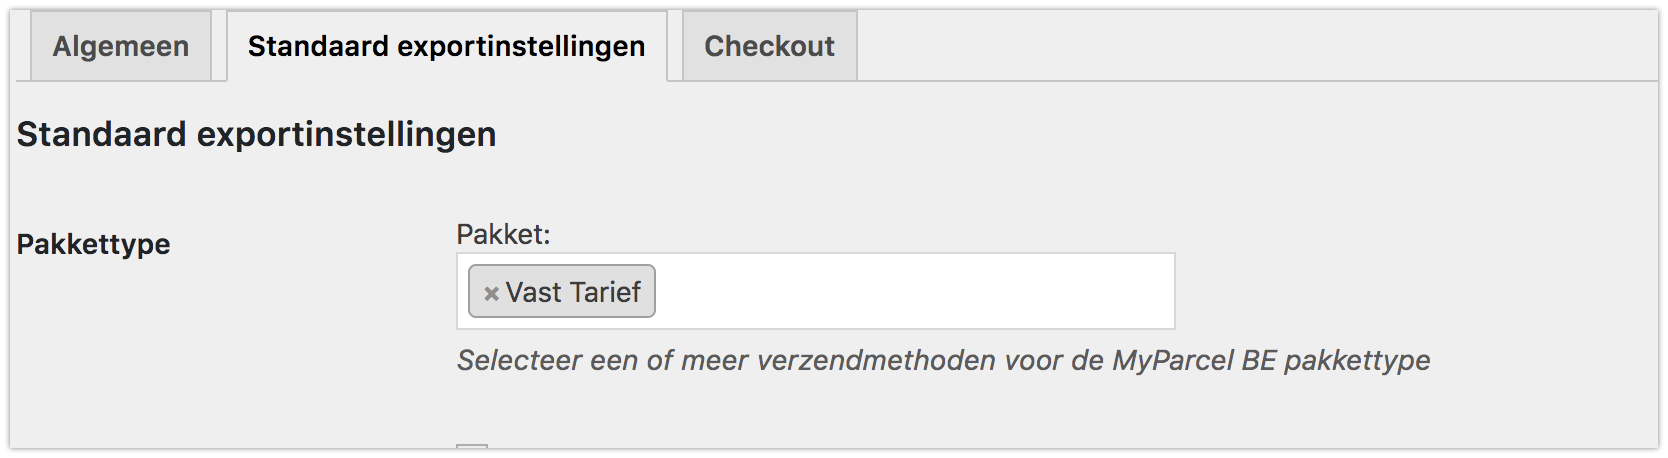 Algemeen
Standaard exportinstellingen
Checkout
Standaard exportinstellingen
Pakkettype
Pakket:
× Vast Tarief
Selecteer een of meer verzendmethoden voor de MyParcel BE pakkettype